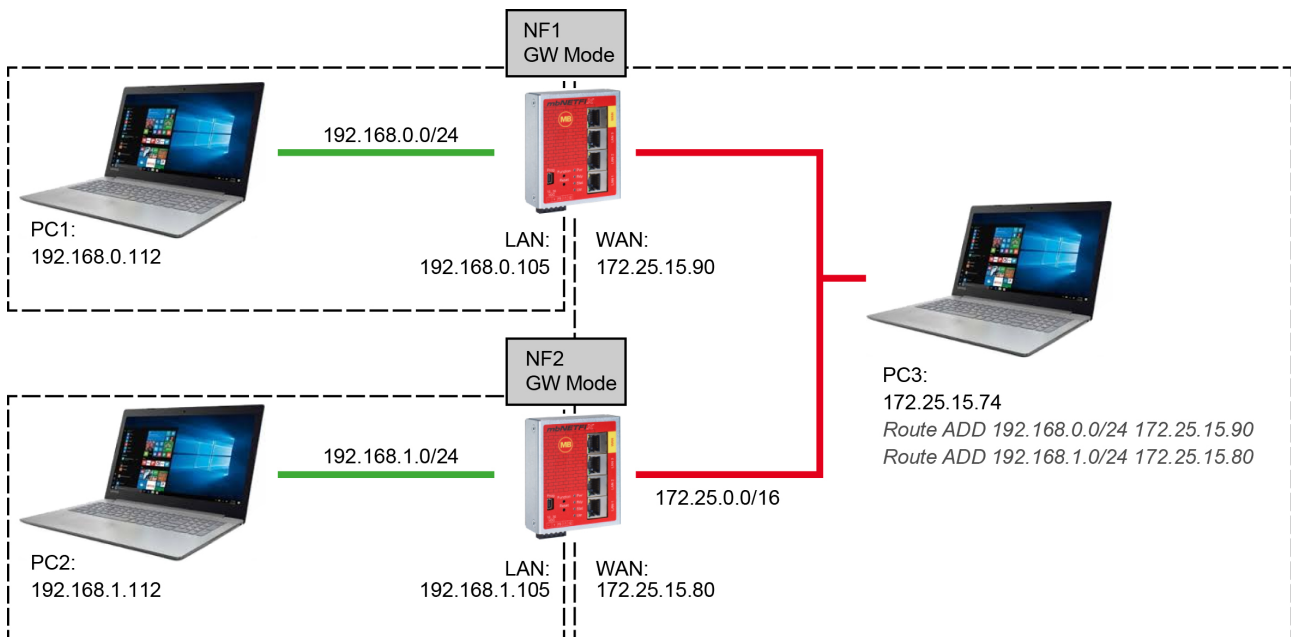 NF1
GW Mode
192.168.0.0/24
mbNETFIX
MB
PC1:
192.168.0.112
LAN:
192.168.0.105
WAN:
172.25.15.90
NF2
GW Mode
PC3:
172.25.15.74
Route ADD 192.168.0.0/24 172.25.15.90
Route ADD 192.168.1.0/24 172.25.15.80
192.168.1.0/24
mbNETFIX
MB
172.25.0.0/16
PC2:
192.168.1.112
LAN:
192.168.1.105
WAN:
172.25.15.80